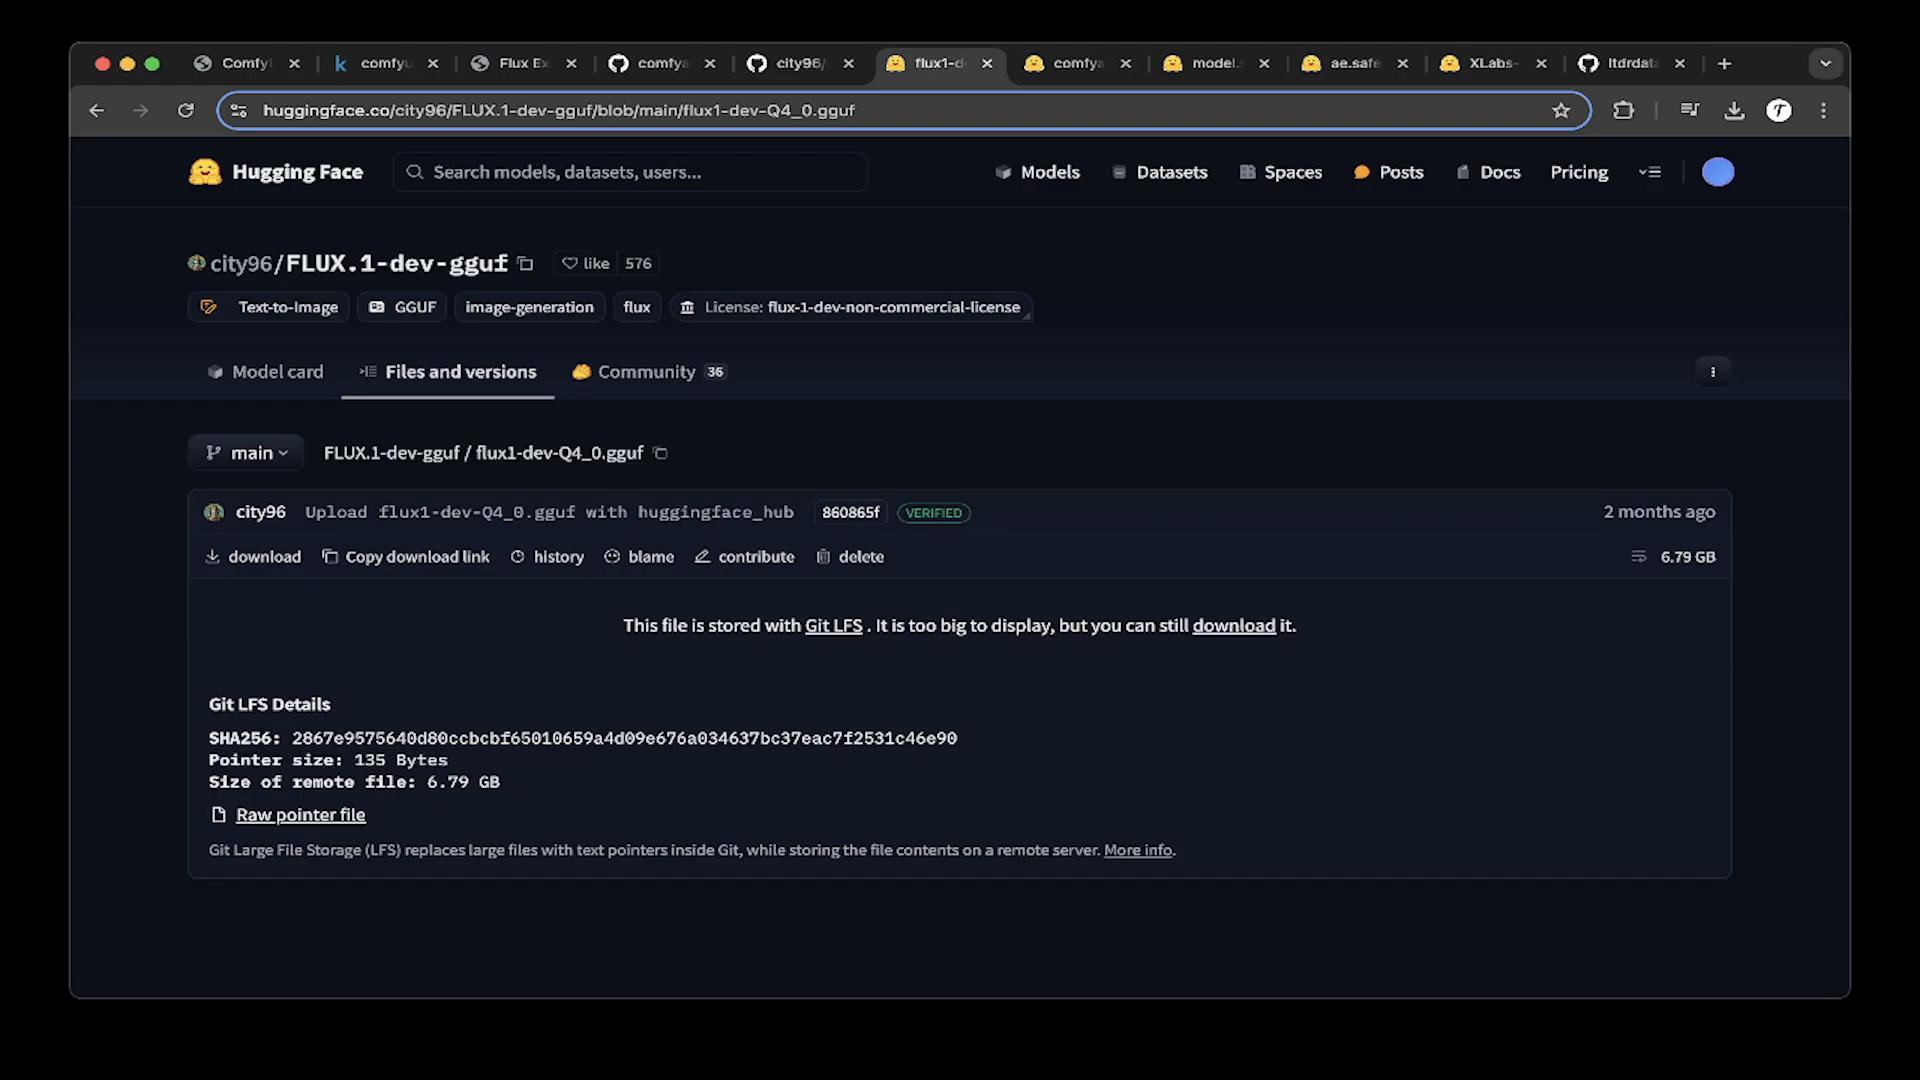 ComfyU
comfyu
Flux Ex
comfya
city96/
flux1-d
comfya
model.s
ae.safe
XLabs-
ltdrdata
huggingface.co/city96/FLUX.1-dev-gguf/blob/main/flux1-dev-Q4_0.gguf
Hugging Face
Search models, datasets, users...
Models
Datasets
Spaces
Posts
Docs
Pricing
city96/FLUX.1-dev-gguf
like 576
Text-to-Image
GGUF
image-generation
flux
License: flux-1-dev-non-commercial-license
Model card
Files and versions
Community 36
main
FLUX.1-dev-gguf / flux1-dev-Q4_0.gguf
city96 Upload flux1-dev-Q4_0.gguf with huggingface_hub 860865f VERIFIED 2 months ago
download Copy download link history blame contribute delete 6.79 GB
This file is stored with Git LFS . It is too big to display, but you can still download it.
Git LFS Details
SHA256: 2867e9575640d80ccbcbf65010659a4d09e676a034637bc37eac7f2531c46e90
Pointer size: 135 Bytes
Size of remote file: 6.79 GB
Raw pointer file
Git Large File Storage (LFS) replaces large files with text pointers inside Git, while storing the file contents on a remote server. More info.